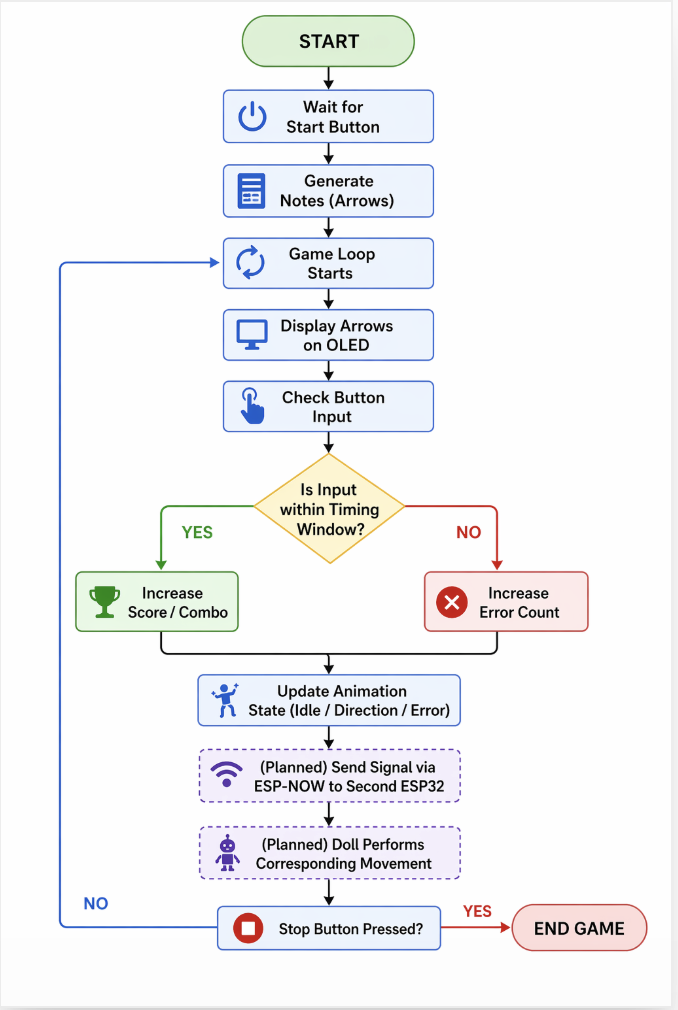 START
Wait for
Start Button
Generate
Notes (Arrows)
Game Loop
Starts
Display Arrows
on OLED
Check Button
Input
Is Input
within Timing
Window?
YES
NO
Increase
Score / Combo
Increase
Error Count
Update Animation
State (Idle / Direction / Error)
(Planned) Send Signal via
ESP-NOW to Second ESP32
(Planned) Doll Performs
Corresponding Movement
NO
Stop Button Pressed?
YES
END GAME